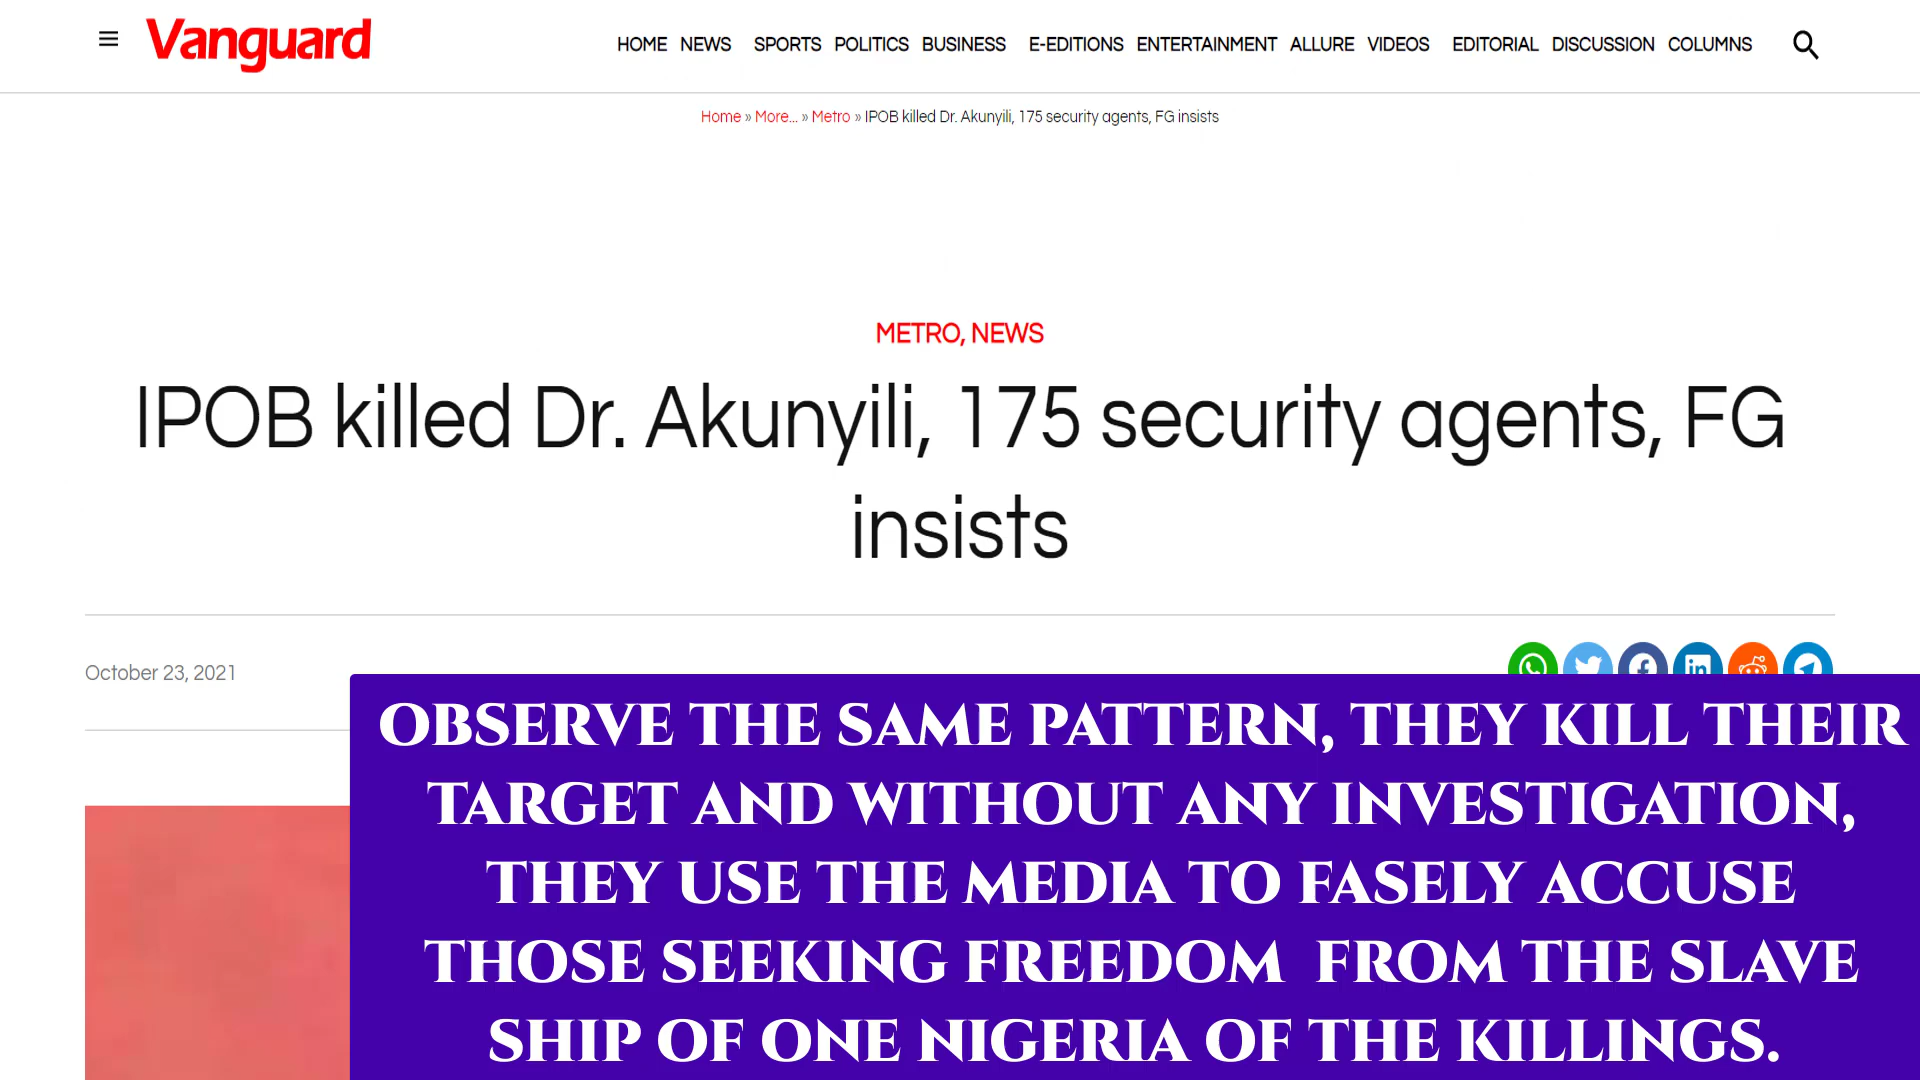 Vanguard
HOME NEWS SPORTS POLITICS BUSINESS E-EDITIONS ENTERTAINMENT ALLURE VIDEOS EDITORIAL DISCUSSION COLUMNS
Home » More... » Metro » IPOB killed Dr. Akunyili, 175 security agents, FG insists
METRO, NEWS
IPOB killed Dr. Akunyili, 175 security agents, FG
insists
October 23, 2021
OBSERVE THE SAME PATTERN, THEY KILL THEIR
TARGET AND WITHOUT ANY INVESTIGATION,
THEY USE THE MEDIA TO FASELY ACCUSE
THOSE SEEKING FREEDOM FROM THE SLAVE
SHIP OF ONE NIGERIA OF THE KILLINGS.